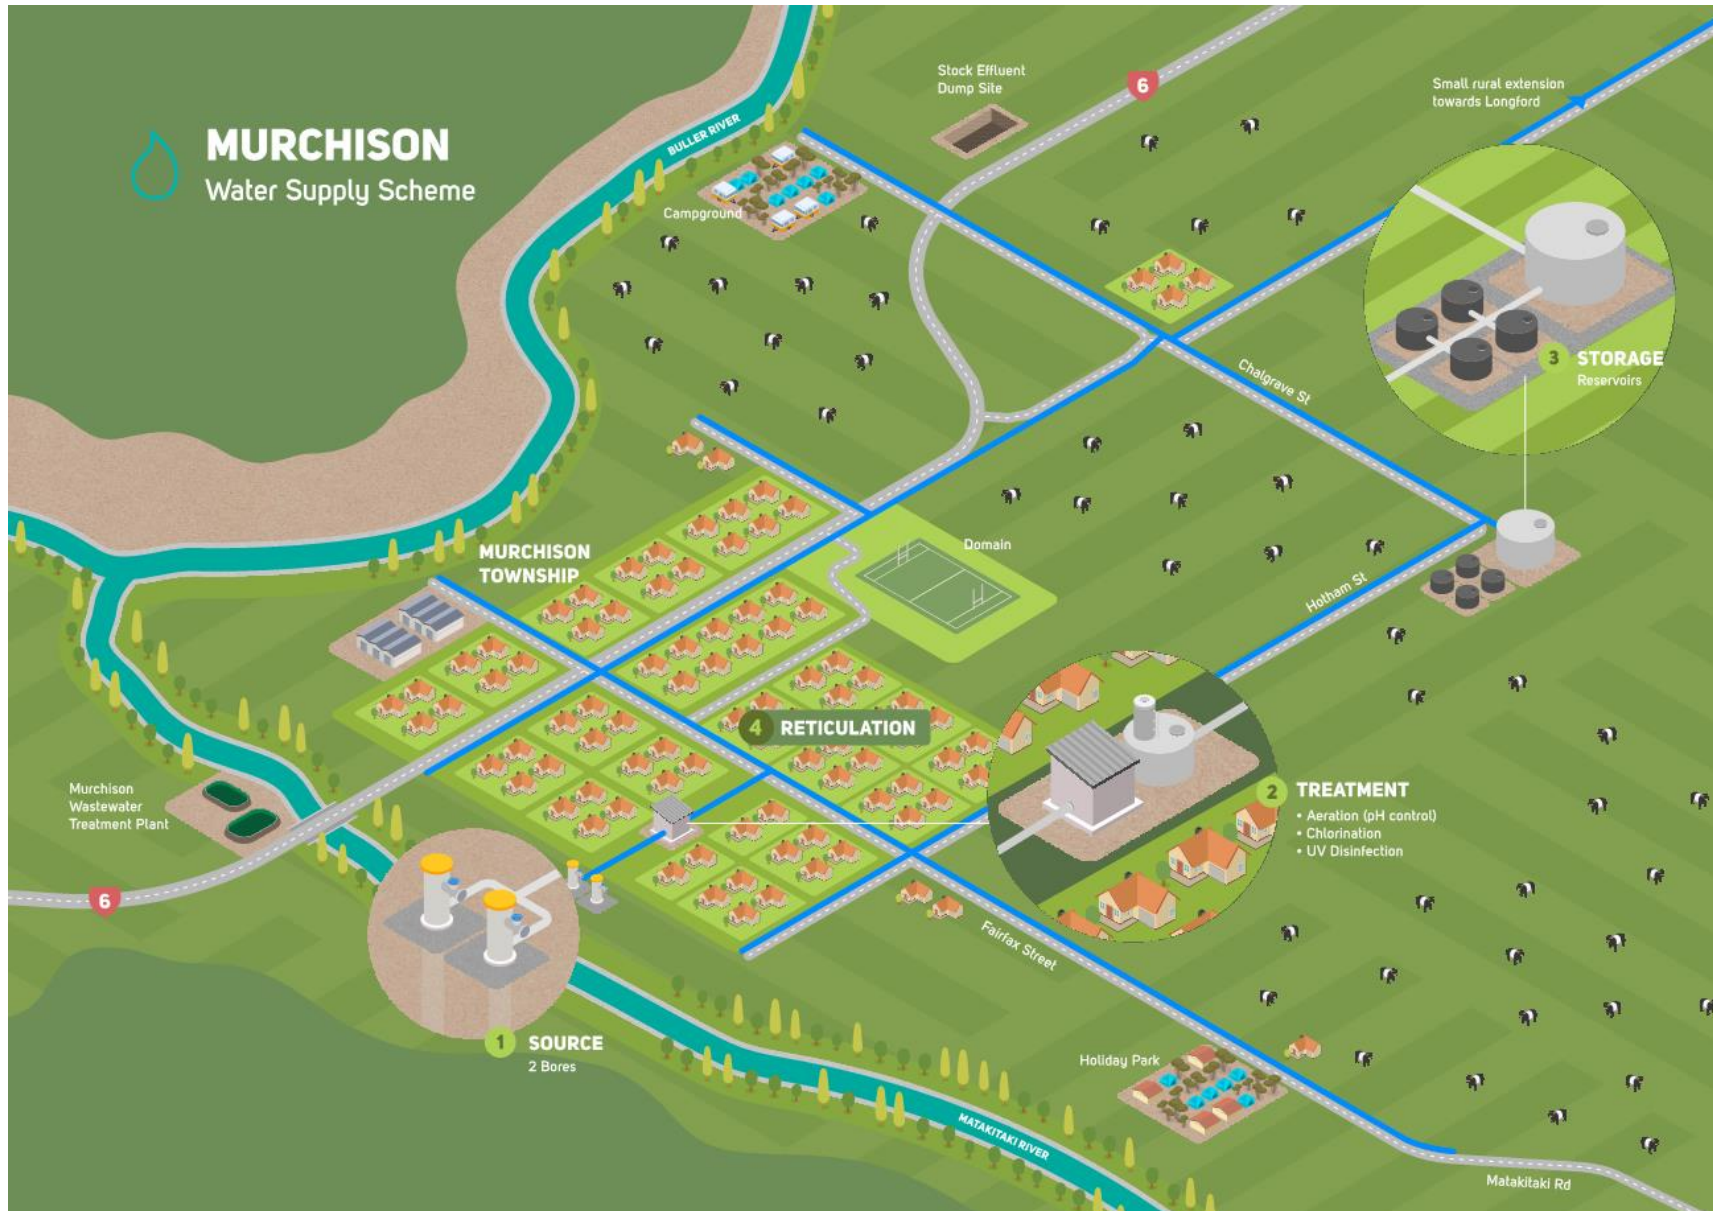 MURCHISON
Water Supply Scheme
BULLER RIVER
Stock Effluent
Dump Site
6
Small rural extension
towards Longford
Campground
Chalgrave St
3 STORAGE
Reservoirs
MURCHISON
TOWNSHIP
Domain
Hotham St
4 RETICULATION
Murchison
Wastewater
Treatment Plant
2 TREATMENT
• Aeration (pH control)
• Chlorination
• UV Disinfection
6
Fairfax Street
1 SOURCE
2 Bores
Holiday Park
MATAKITAKI RIVER
Matakitaki Rd